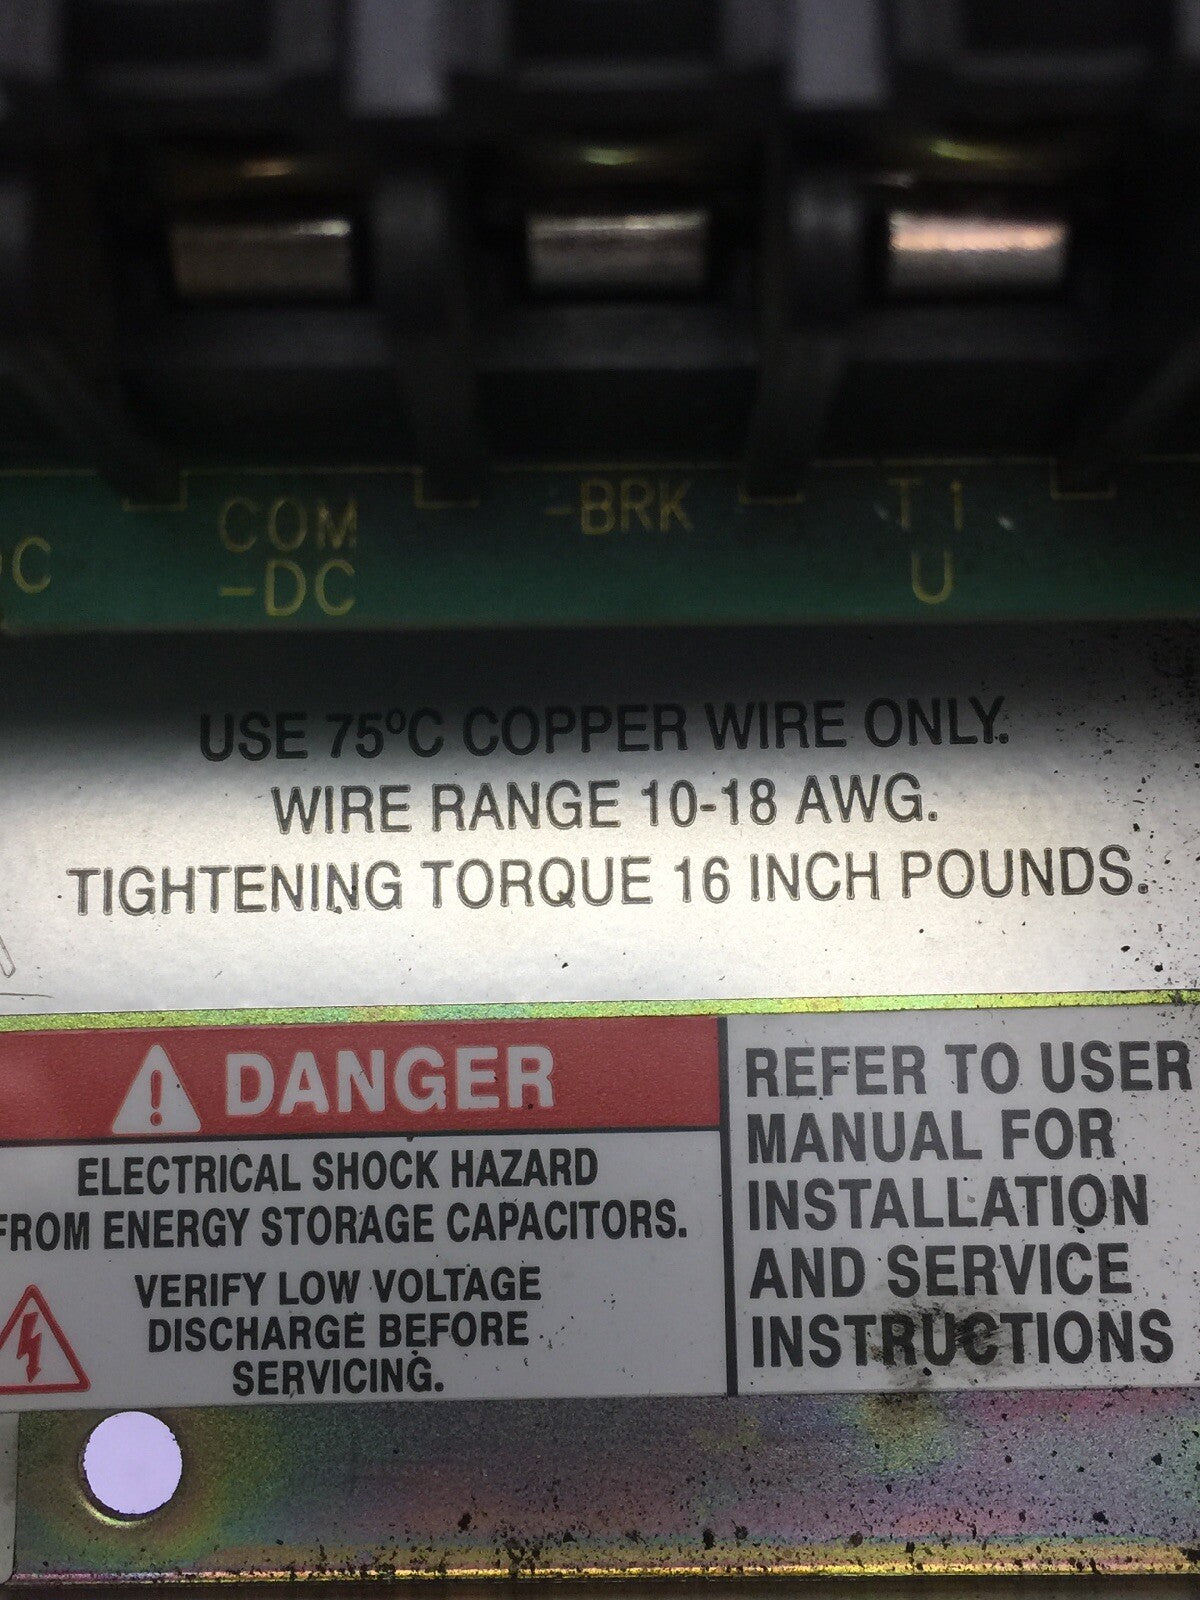 COM -BRK T1
-DC U
USE 75ºC COPPER WIRE ONLY.
WIRE RANGE 10-18 AWG.
TIGHTENING TORQUE 16 INCH POUNDS.
DANGER
ELECTRICAL SHOCK HAZARD
FROM ENERGY STORAGE CAPACITORS.
VERIFY LOW VOLTAGE
DISCHARGE BEFORE
SERVICING.
REFER TO USER
MANUAL FOR
INSTALLATION
AND SERVICE
INSTRUCTIONS